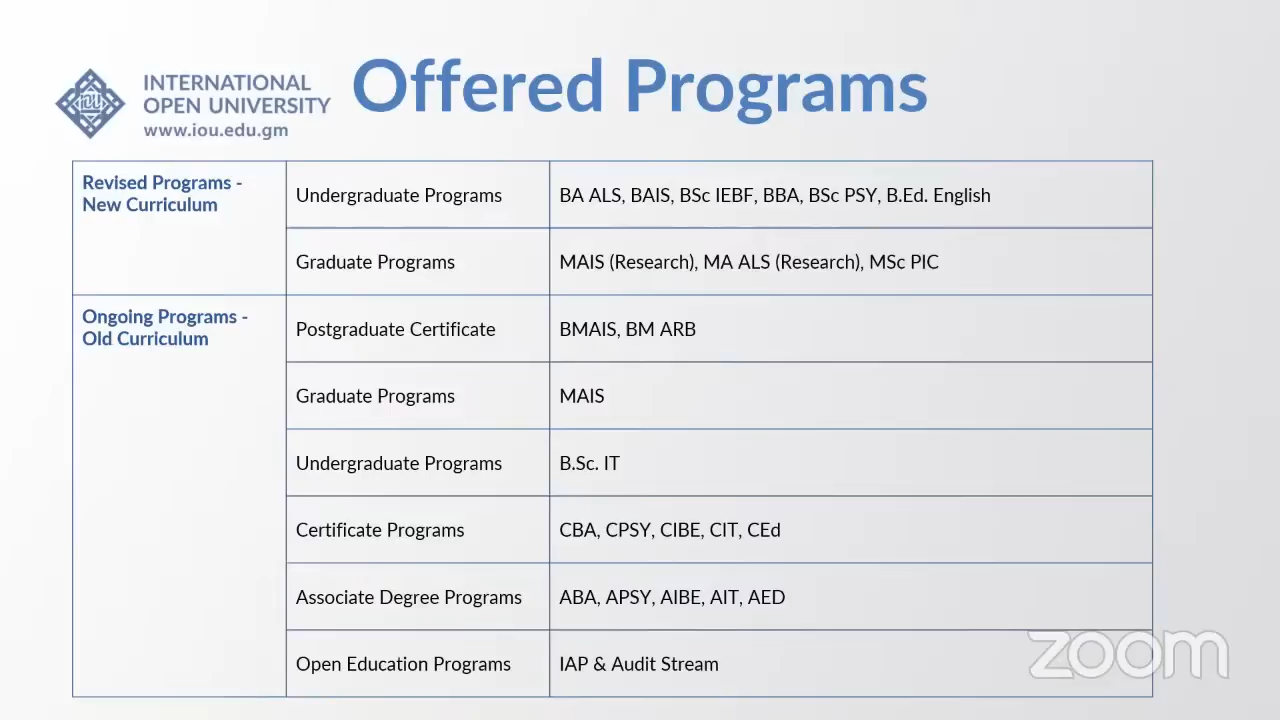 INTERNATIONAL
OPEN UNIVERSITY
www.iou.edu.gm
Offered Programs
Revised Programs -
New Curriculum
Undergraduate Programs
BA ALS, BAIS, BSc IEBF, BBA, BSc PSY, B.Ed. English
Graduate Programs
MAIS (Research), MA ALS (Research), MSc PIC
Ongoing Programs -
Old Curriculum
Postgraduate Certificate
BMAIS, BM ARB
Graduate Programs
MAIS
Undergraduate Programs
B.Sc. IT
Certificate Programs
CBA, CPSY, CIBE, CIT, CEd
Associate Degree Programs
ABA, APSY, AIBE, AIT, AED
Open Education Programs
IAP & Audit Stream
zoom